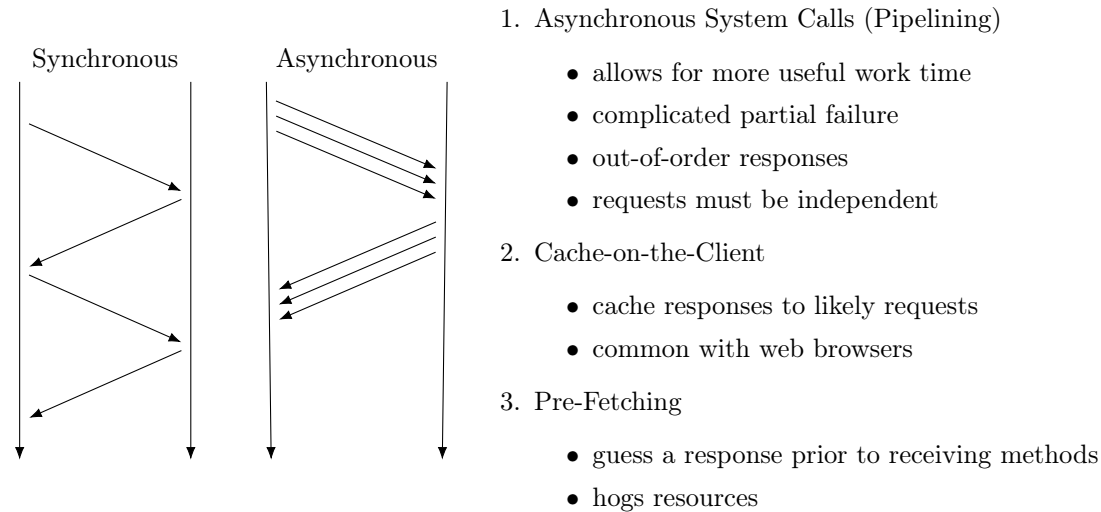 Synchronous
Asynchronous
1. Asynchronous System Calls (Pipelining)
• allows for more useful work time
• complicated partial failure
• out-of-order responses
• requests must be independent
2. Cache-on-the-Client
• cache responses to likely requests
• common with web browsers
3. Pre-Fetching
• guess a response prior to receiving methods
• hogs resources